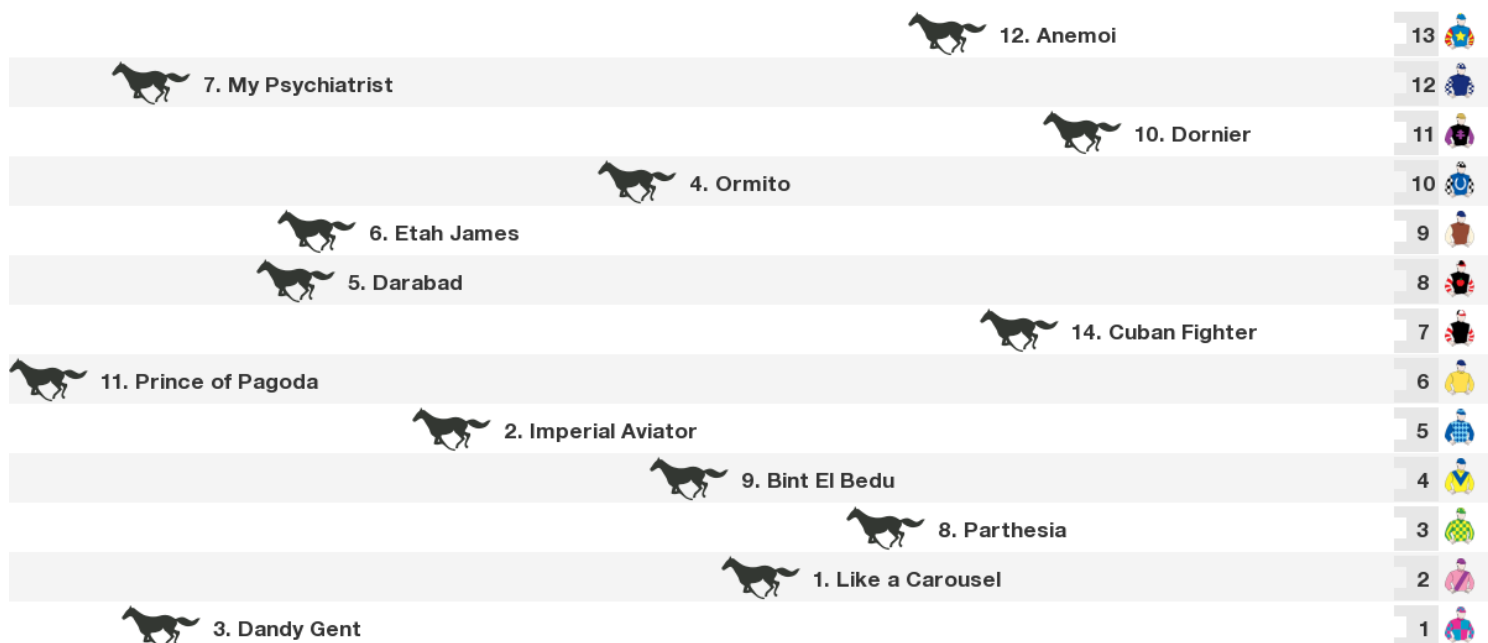 12. Anemoi 13
7. My Psychiatrist 12
10. Dornier 11
4. Ormito 10
6. Etah James 9
5. Darabad 8
14. Cuban Fighter 7
11. Prince of Pagoda 6
2. Imperial Aviator 5
9. Bint El Bedu 4
8. Parthesia 3
1. Like a Carousel 2
3. Dandy Gent 1